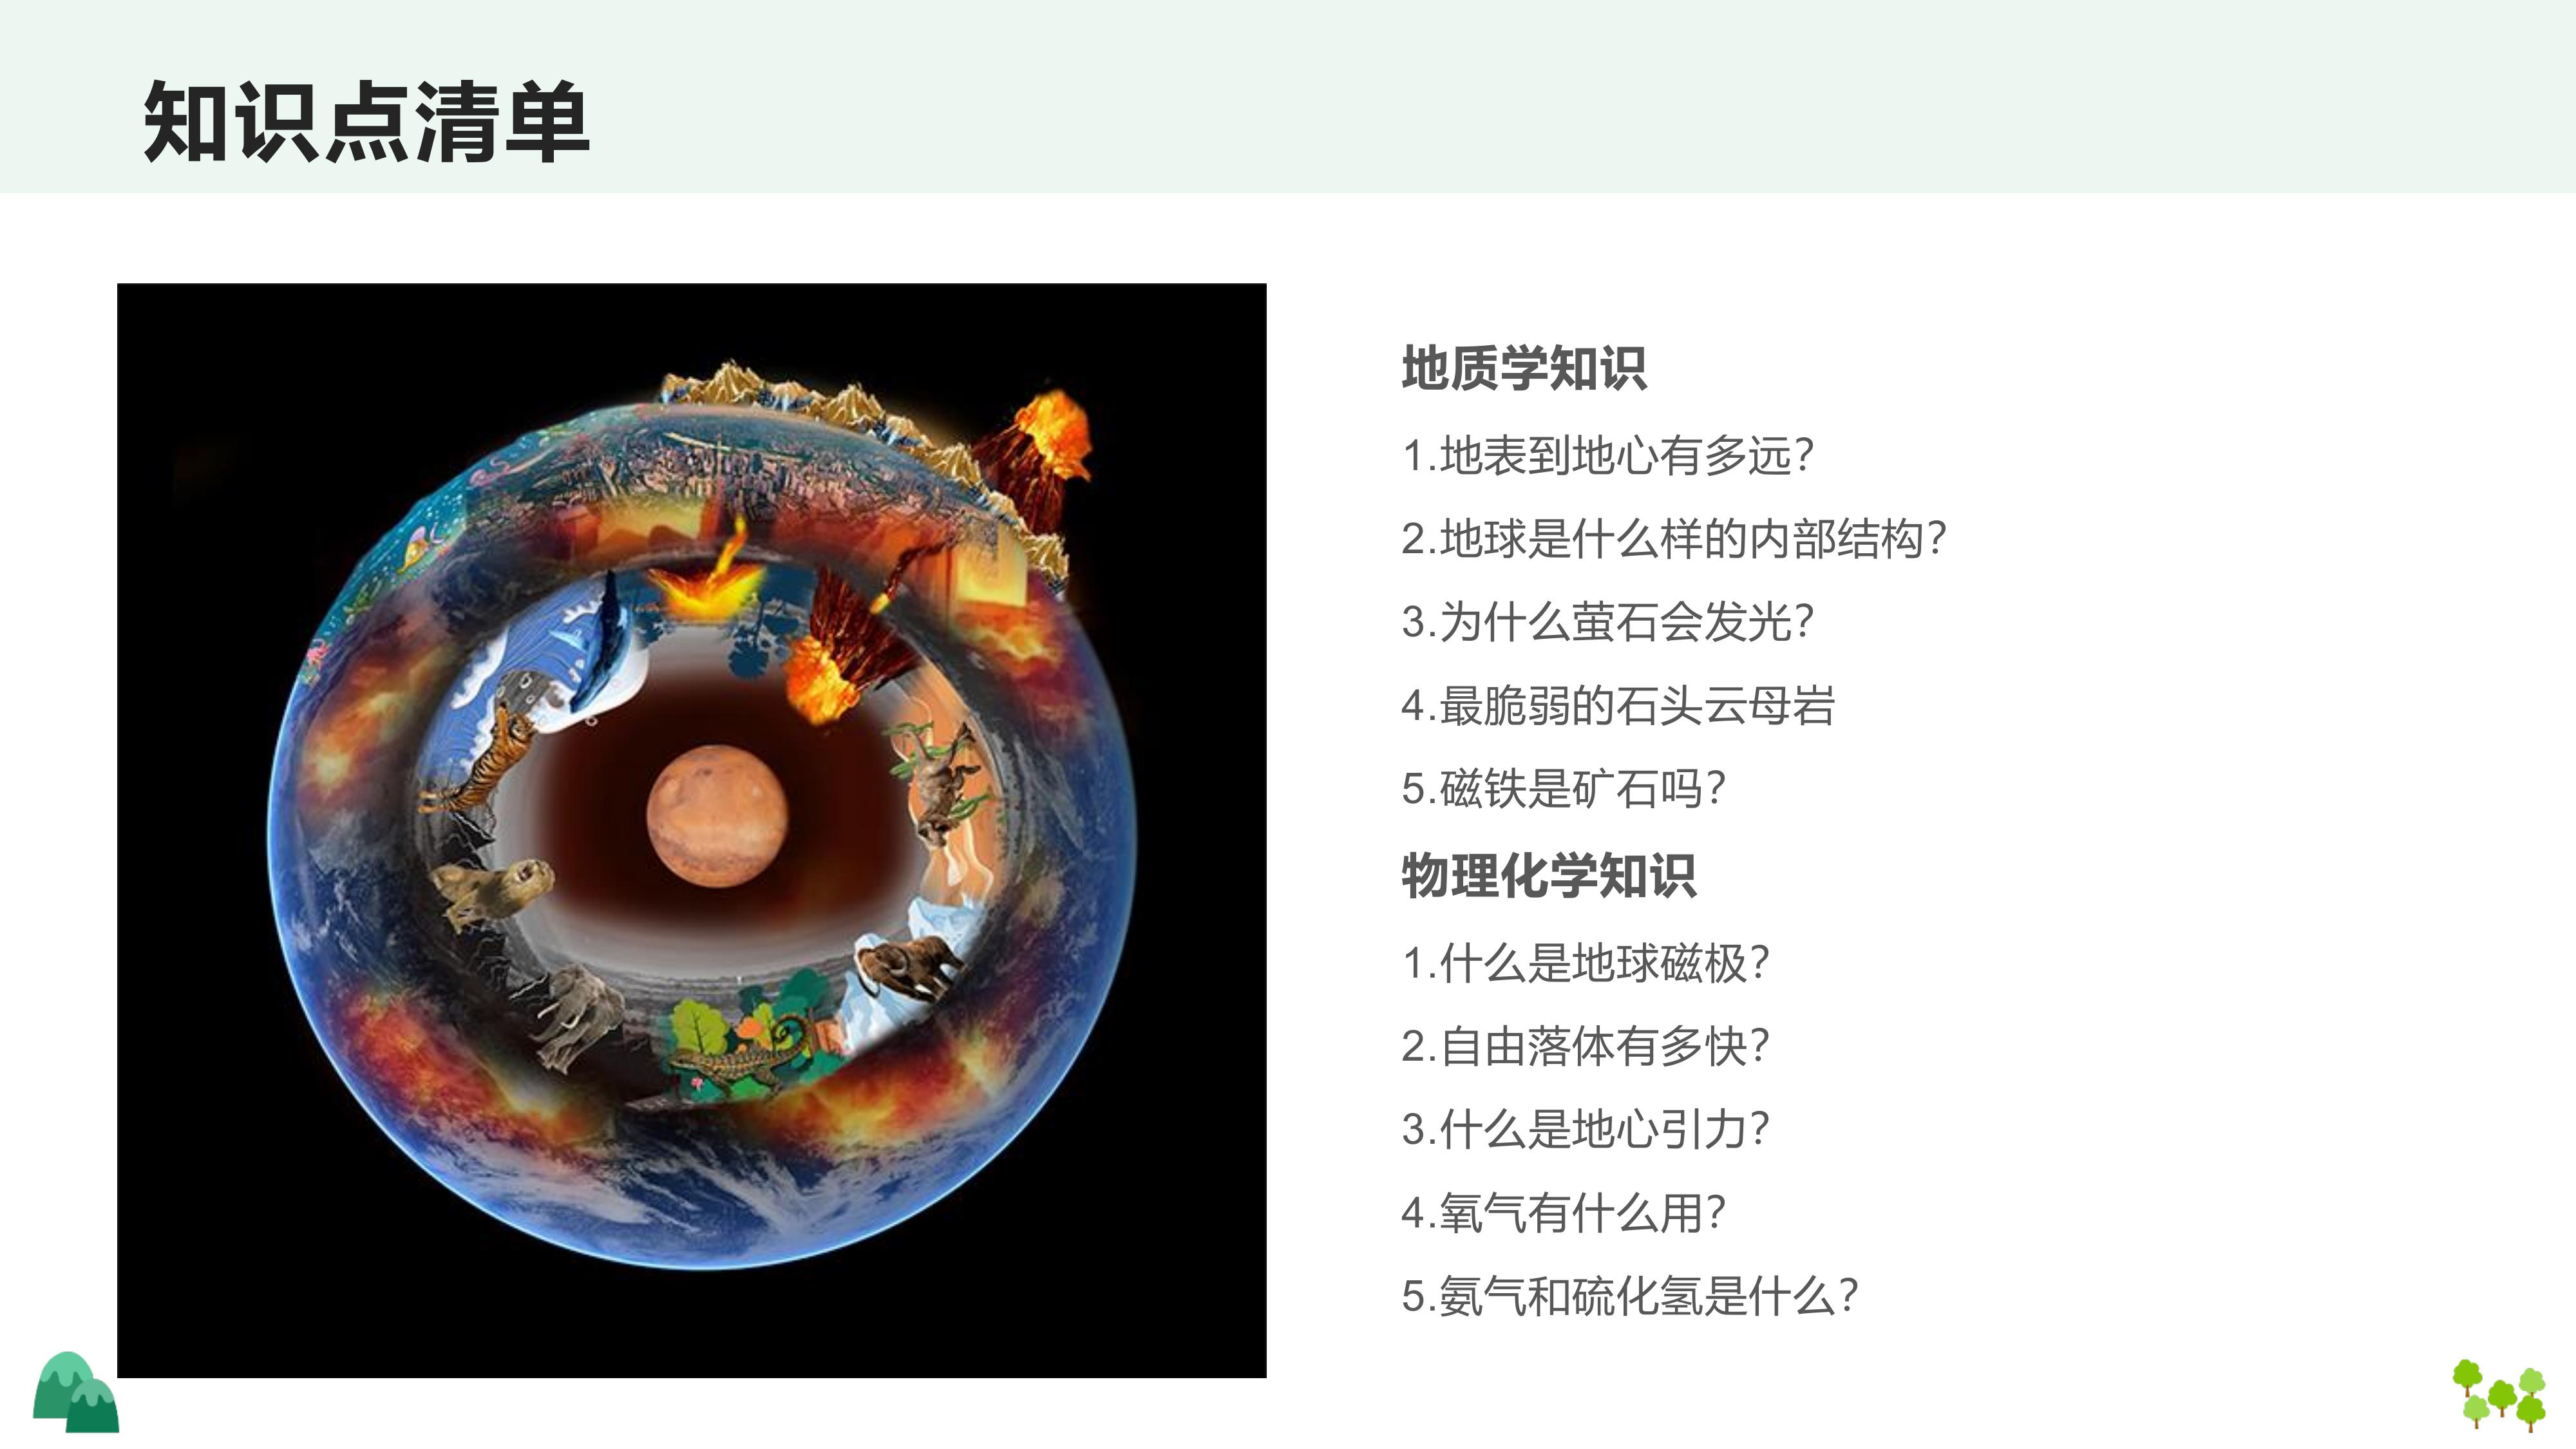 知识点清单
地质学知识
1.地表到地心有多远?
2.地球是什么样的内部结构?
3.为什么萤石会发光?
4.最脆弱的石头云母岩
5.磁铁是矿石吗?
物理化学知识
1.什么是地球磁极?
2.自由落体有多快?
3.什么是地心引力?
4.氧气有什么用?
5.氨气和硫化氢是什么?